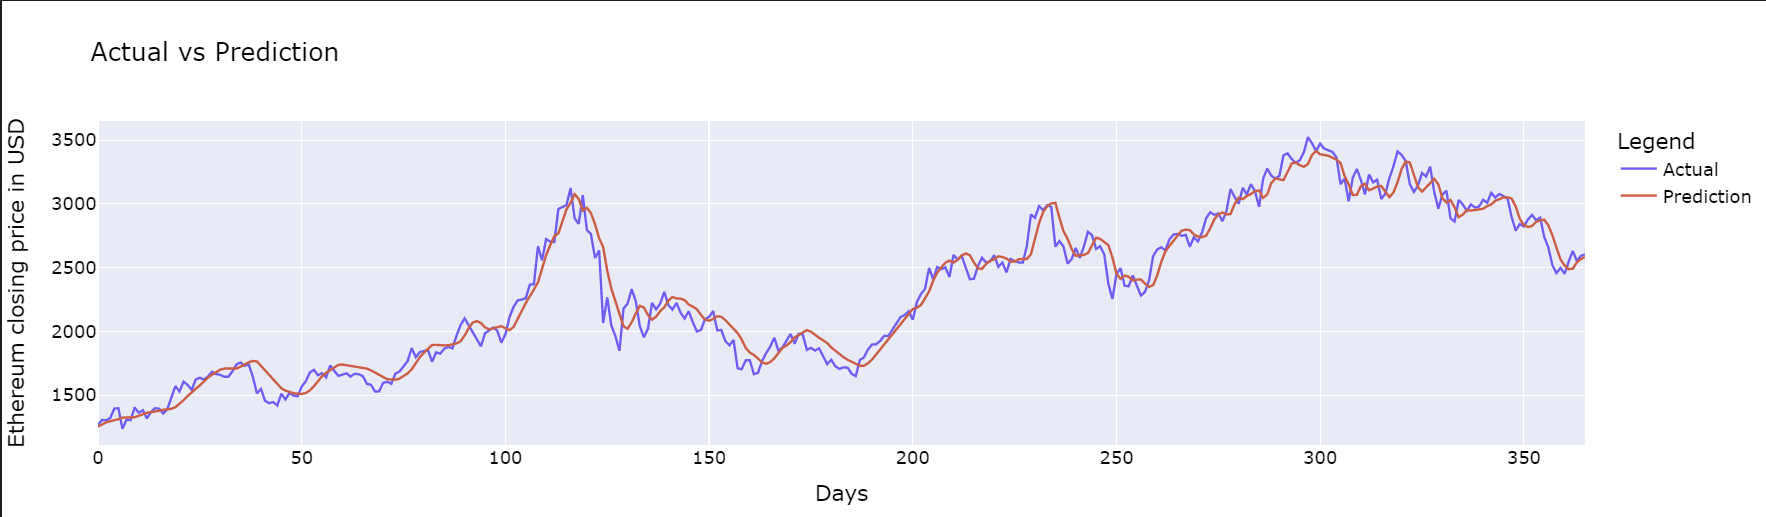 Actual vs Prediction
Ethereum closing price in USD
3500
3000
2500
2000
1500
0 50 100 150 200 250 300 350
Days
Legend
Actual
Prediction